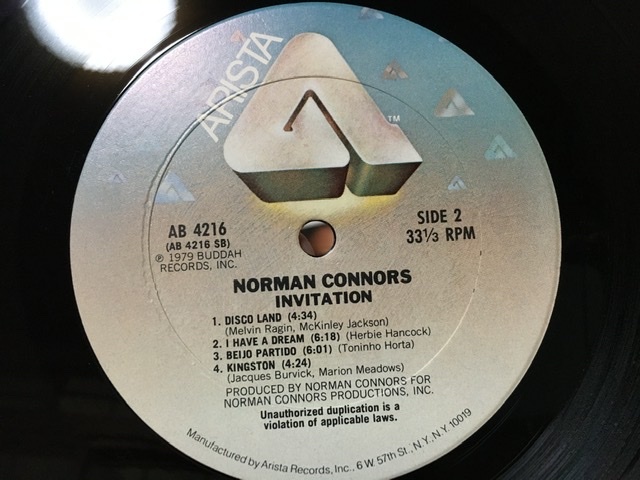 ARISTA
TM
AB 4216
(AB 4216 SB)
℗ 1979 BUDDAH
RECORDS, INC.
SIDE 2
33⅓ RPM
NORMAN CONNORS
INVITATION
1. DISCO LAND (4:34)
(Melvin Ragin, McKinley Jackson)
2. I HAVE A DREAM (6:18) (Herbie Hancock)
3. BEIJO PARTIDO (6:01) (Toninho Horta)
4. KINGSTON (4:24)
(Jacques Burvick, Marion Meadows)
PRODUCED BY NORMAN CONNORS FOR
NORMAN CONNORS PRODUCTIONS, INC.
Unauthorized duplication is a
violation of applicable laws.
Manufactured by Arista Records, Inc., 6 W. 57th St., N.Y., N.Y. 10019